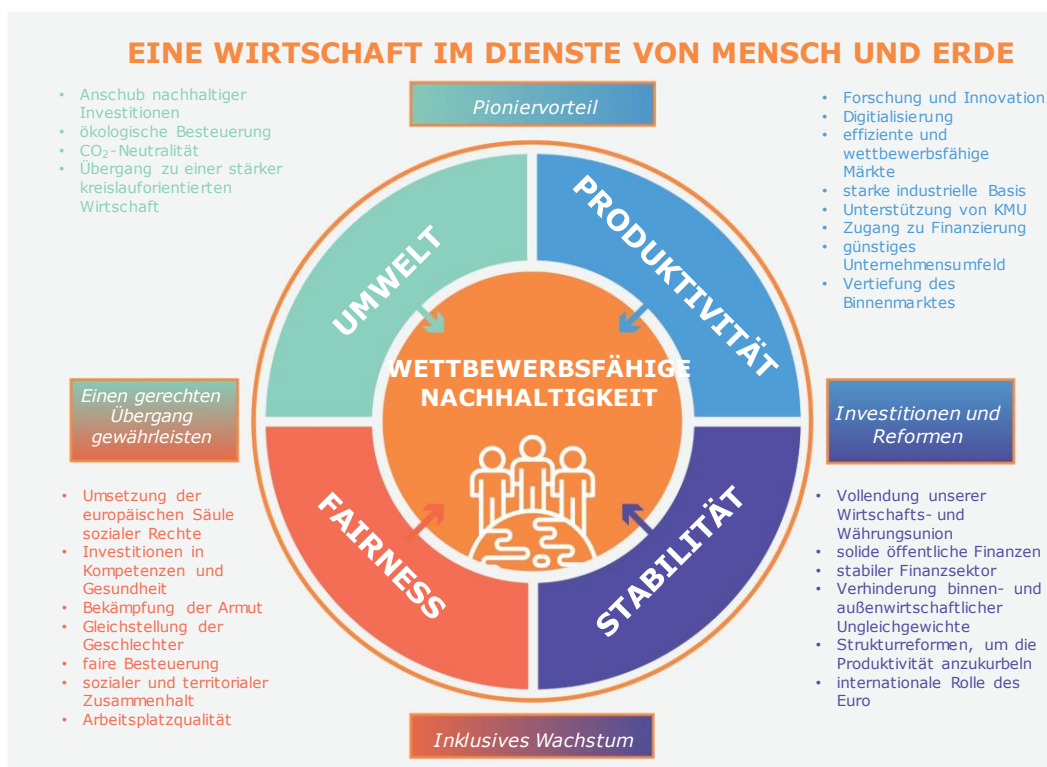 EINE WIRTSCHAFT IM DIENSTE VON MENSCH UND ERDE
• Anschub nachhaltiger
Investitionen
• ökologische Besteuerung
• CO₂-Neutralität
• Übergang zu einer stärker
kreislauforientierten
Wirtschaft
Pioniervorteil
• Forschung und Innovation
• Digitialisierung
• effiziente und
wettbewerbsfähige
Märkte
• starke industrielle Basis
• Unterstützung von KMU
• Zugang zu Finanzierung
• günstiges
Unternehmensumfeld
• Vertiefung des
Binnenmarktes
UMWELT
PRODUKTIVITÄT
WETTBEWERBSFÄHIGE
NACHHALTIGKEIT
Einen gerechten
Übergang
gewährleisten
Investitionen und
Reformen
FAIRNESS
STABILITÄT
• Umsetzung der
europäischen Säule
sozialer Rechte
• Investitionen in
Kompetenzen und
Gesundheit
• Bekämpfung der Armut
• Gleichstellung der
Geschlechter
• faire Besteuerung
• sozialer und territorialer
Zusammenhalt
• Arbeitsplatzqualität
• Vollendung unserer
Wirtschafts- und
Währungsunion
• solide öffentliche Finanzen
• stabiler Finanzsektor
• Verhinderung binnen- und
außenwirtschaftlicher
Ungleichgewichte
• Strukturreformen, um die
Produktivität anzukurbeln
• internationale Rolle des
Euro
Inklusives Wachstum